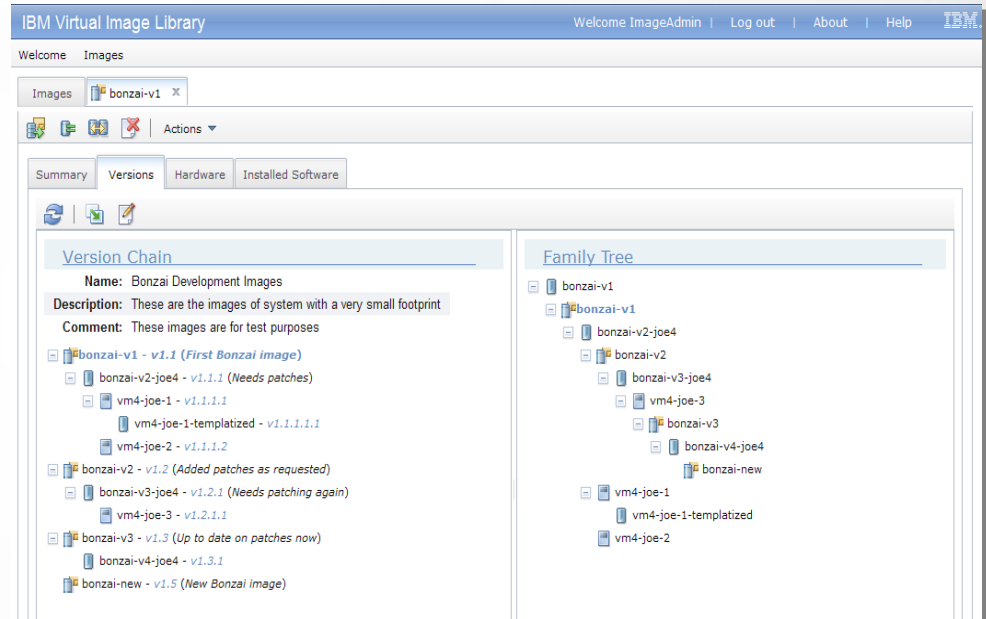 IBM Virtual Image Library
Welcome ImageAdmin | Log out | About | Help IBM.
Welcome Images
Images bonzai-v1 X
Actions
Summary Versions Hardware Installed Software
Version Chain
Name: Bonzai Development Images
Description: These are the images of system with a very small footprint
Comment: These images are for test purposes
bonzai-v1 - v1.1 (First Bonzai image)
bonzai-v2-joe4 - v1.1.1 (Needs patches)
vm4-joe-1 - v1.1.1.1
vm4-joe-1-templatized - v1.1.1.1.1
vm4-joe-2 - v1.1.1.2
bonzai-v2 - v1.2 (Added patches as requested)
bonzai-v3-joe4 - v1.2.1 (Needs patching again)
vm4-joe-3 - v1.2.1.1
bonzai-v3 - v1.3 (Up to date on patches now)
bonzai-v4-joe4 - v1.3.1
bonzai-new - v1.5 (New Bonzai image)
Family Tree
bonzai-v1
bonzai-v1
bonzai-v2-joe4
bonzai-v2
bonzai-v3-joe4
vm4-joe-3
bonzai-v3
bonzai-v4-joe4
bonzai-new
vm4-joe-1
vm4-joe-1-templatized
vm4-joe-2